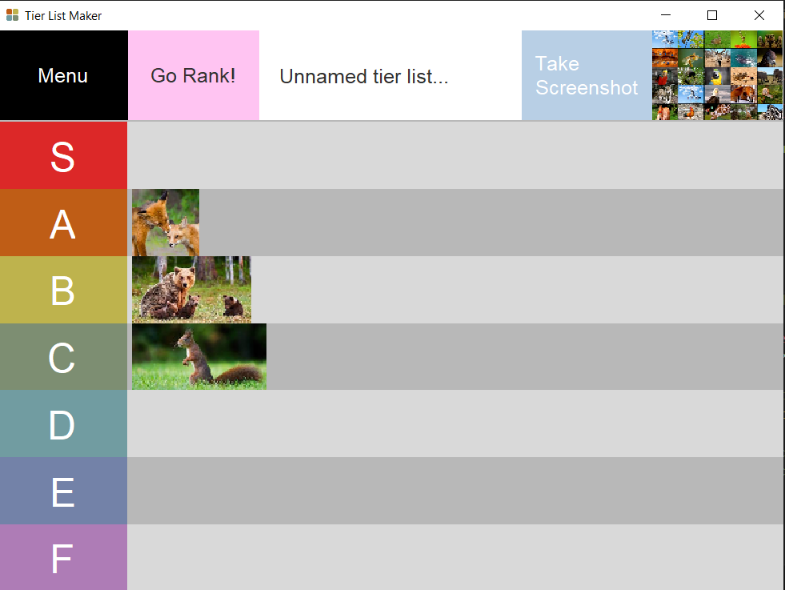 Tier List Maker
Menu
Go Rank!
Unnamed tier list...
Take
Screenshot
S
A
B
C
D
E
F